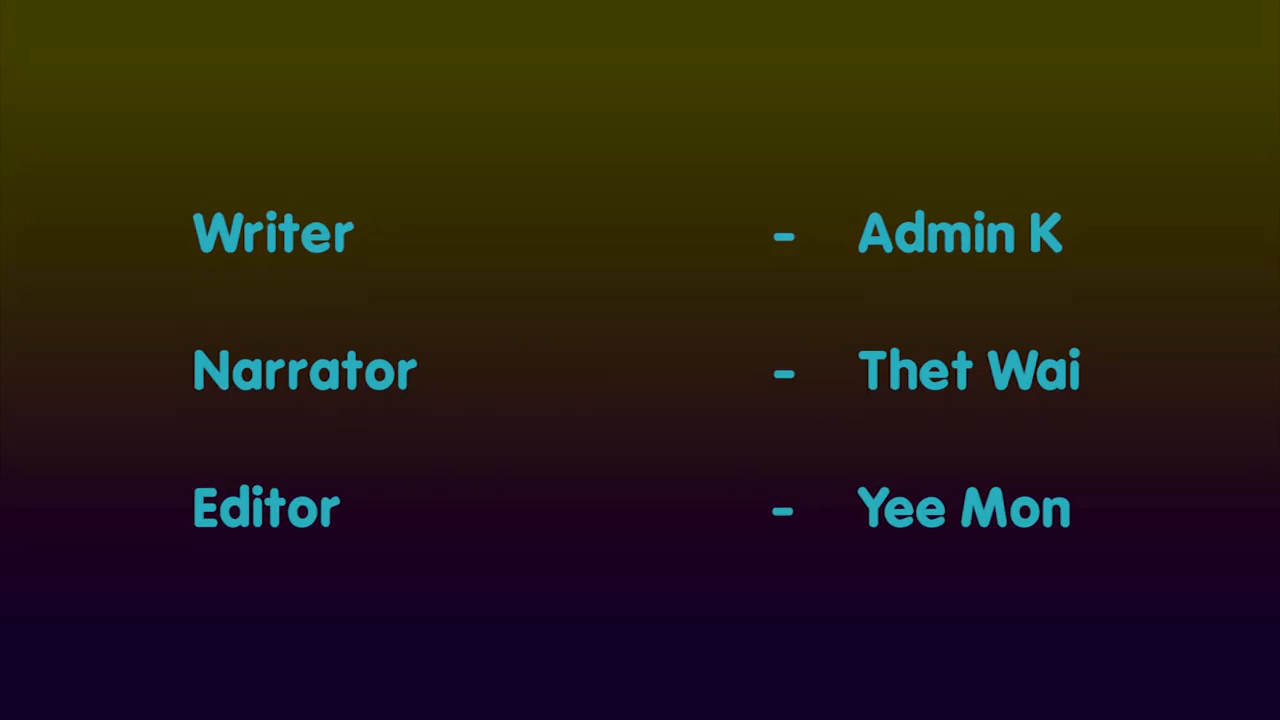 Writer - Admin K
Narrator - Thet Wai
Editor - Yee Mon